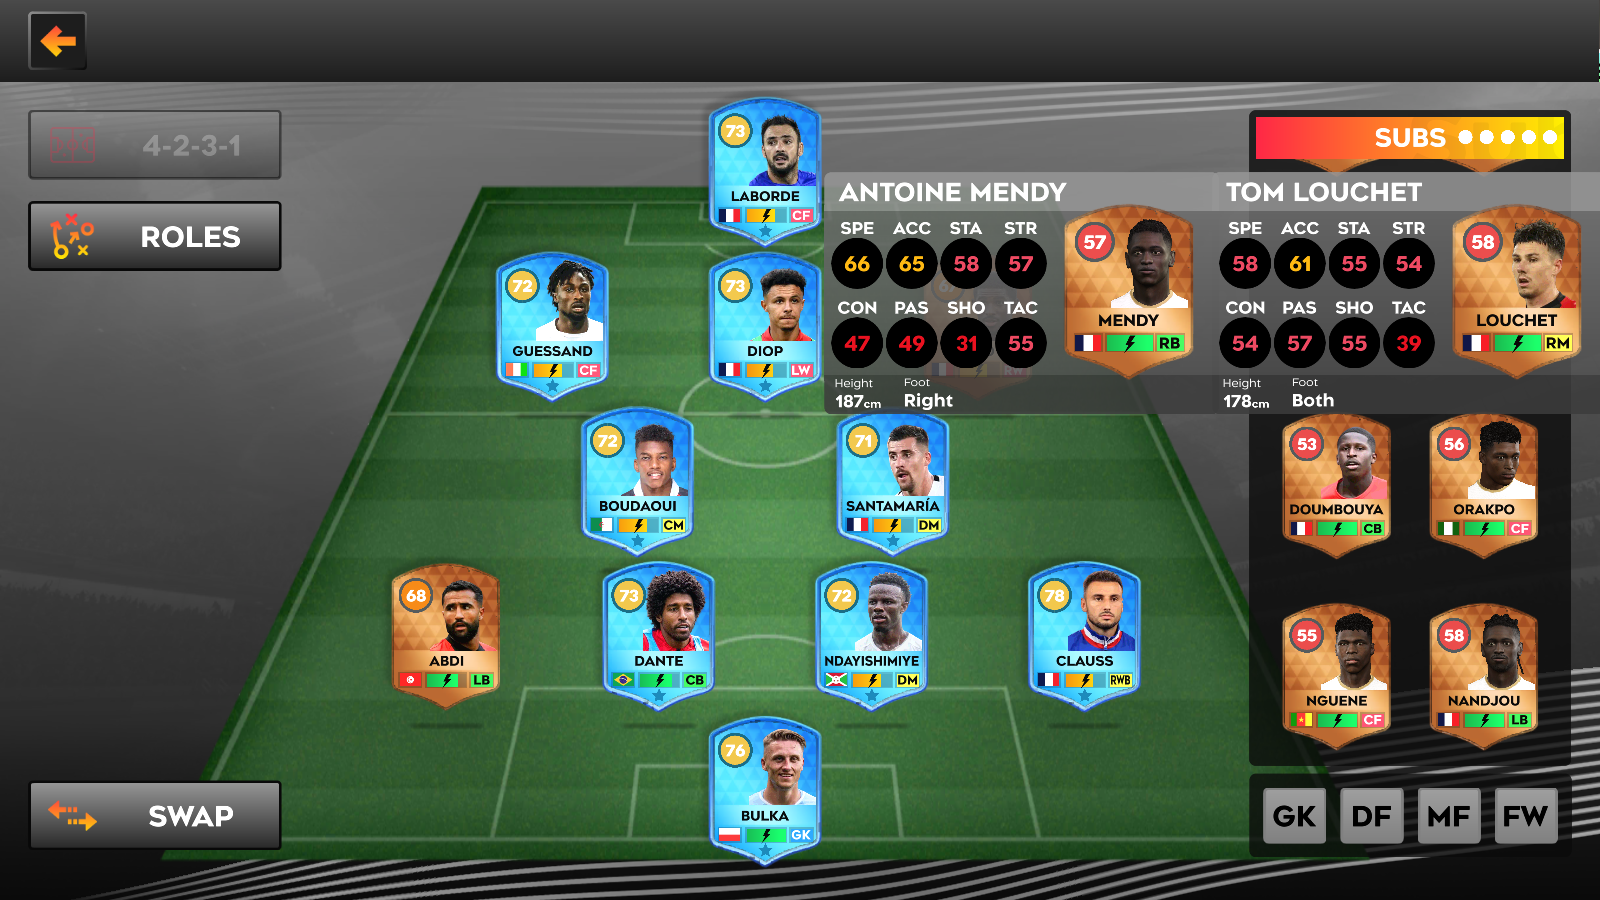 4-2-3-1
ROLES
SWAP
73
LABORDE
CF
72
GUESSAND
CF
73
DIOP
LW
72
BOUDAOUI
CM
71
SANTAMARÍA
DM
68
ABDI
LB
73
DANTE
CB
72
NDAYISHIMIYE
DM
78
CLAUSS
RWB
76
BULKA
GK
SUBS
ANTOINE MENDY
SPE ACC STA STR
66 65 58 57
CON PAS SHO TAC
47 49 31 55
Height Foot
187cm Right
57
MENDY
RB
TOM LOUCHET
SPE ACC STA STR
58 61 55 54
CON PAS SHO TAC
54 57 55 39
Height Foot
178cm Both
58
LOUCHET
RM
53
DOUMBOUYA
CB
56
ORAKPO
CF
55
NGUENE
CF
58
NANDJOU
LB
GK DF MF FW